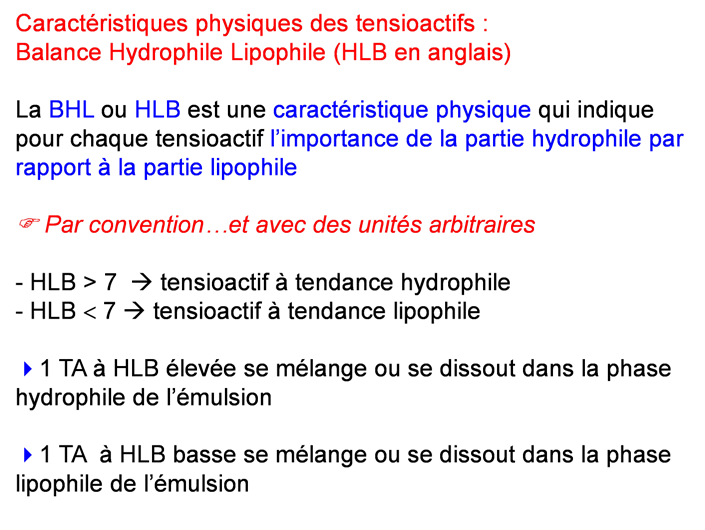 Caractéristiques physiques des tensioactifs :
Balance Hydrophile Lipophile (HLB en anglais)
La BHL ou HLB est une caractéristique physique qui indique
pour chaque tensioactif l’importance de la partie hydrophile par
rapport à la partie lipophile
☞ Par convention…et avec des unités arbitraires
- HLB > 7 → tensioactif à tendance hydrophile
- HLB < 7 → tensioactif à tendance lipophile
1 TA à HLB élevée se mélange ou se dissout dans la phase
hydrophile de l’émulsion
1 TA à HLB basse se mélange ou se dissout dans la phase
lipophile de l’émulsion